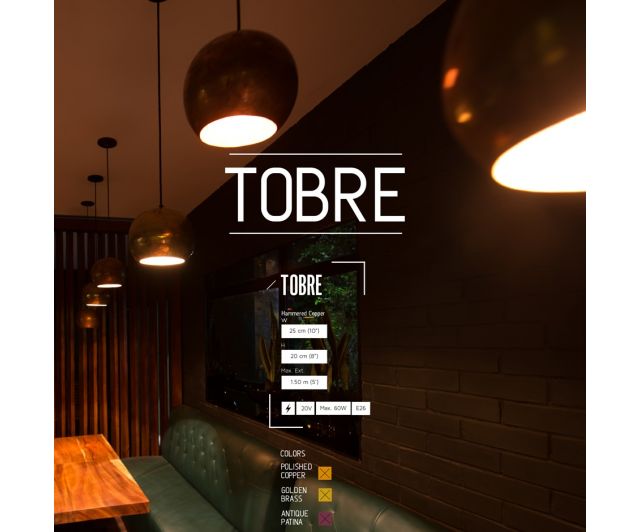 TOBRE
TOBRE
Hammered Copper
W
25 cm (10")
H
20 cm (8")
Max. Ext.
1.50 m (5')
20V Max. 60W E26
COLORS
POLISHED
COPPER
GOLDEN
BRASS
ANTIQUE
PATINA